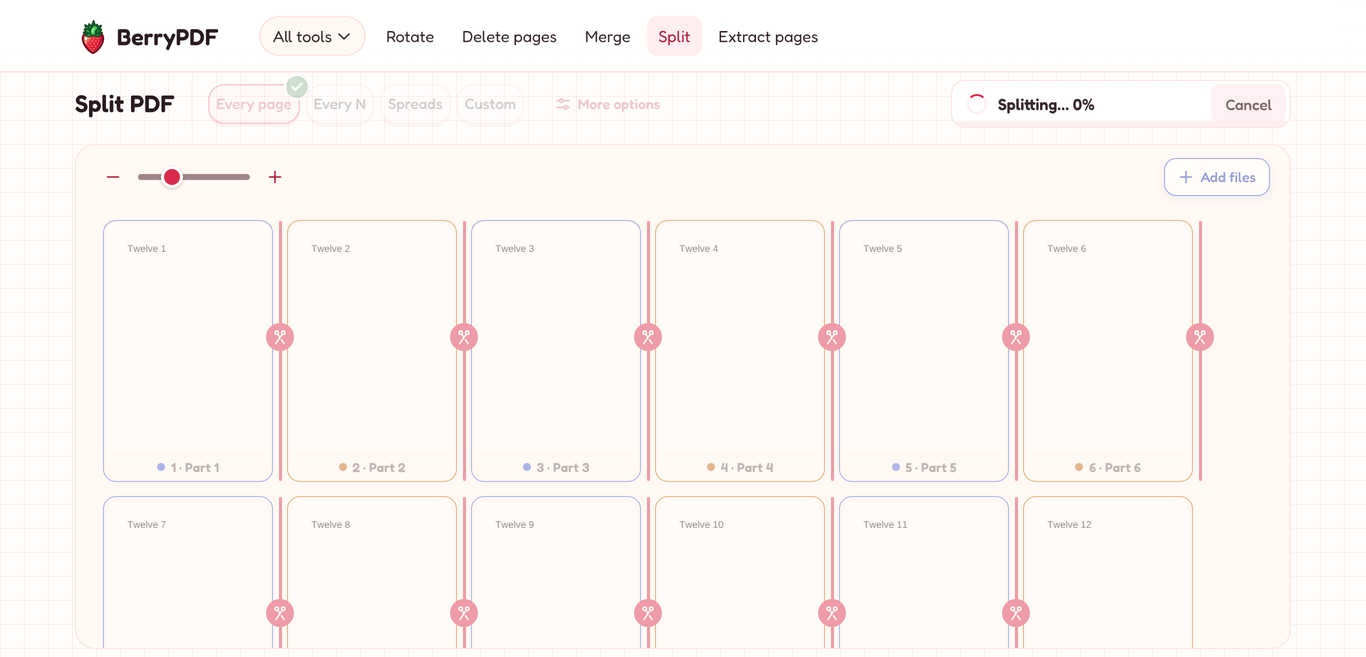 BerryPDF All tools Rotate Delete pages Merge Split Extract pages
Split PDF Every page Every N Spreads Custom More options Splitting... 0% Cancel
Add files
Twelve 1 Twelve 2 Twelve 3 Twelve 4 Twelve 5 Twelve 6
1 · Part 1 2 · Part 2 3 · Part 3 4 · Part 4 5 · Part 5 6 · Part 6
Twelve 7 Twelve 8 Twelve 9 Twelve 10 Twelve 11 Twelve 12